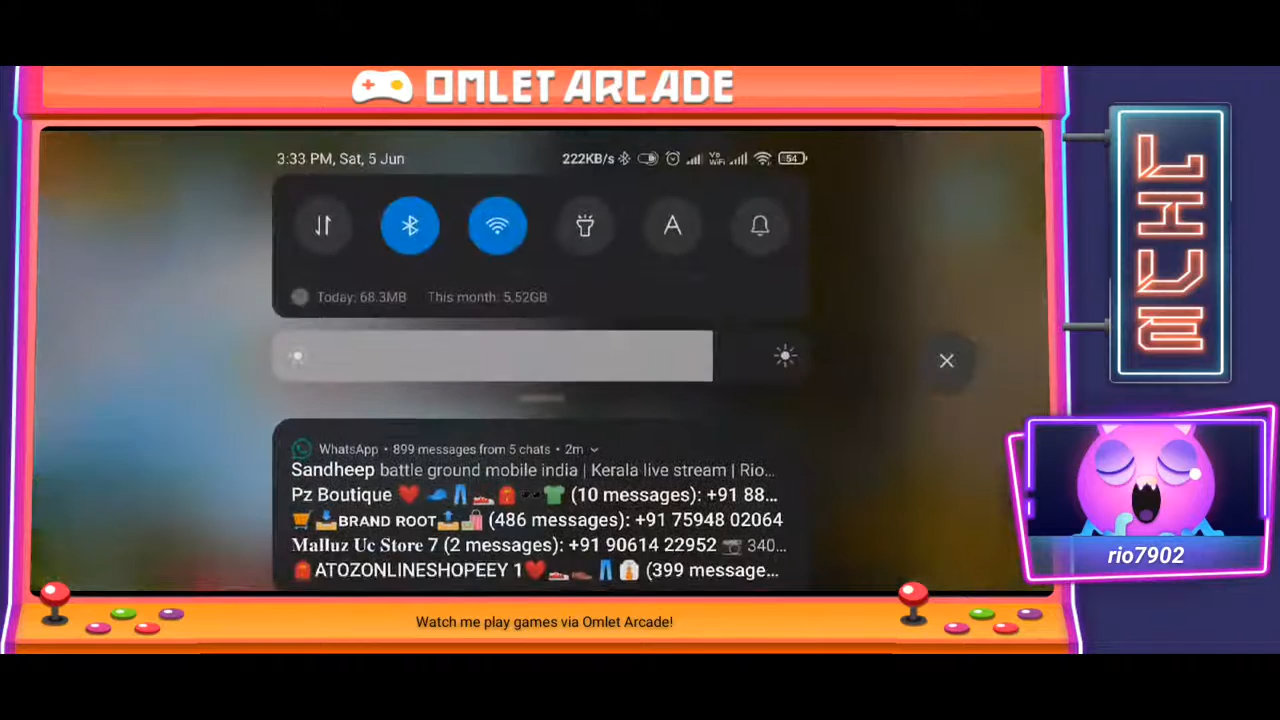 OMLET ARCADE
LIVE
3:33 PM, Sat, 5 Jun
222KB/s
Vo WiFi
54
A
Today: 68.3MB This month: 5.52GB
WhatsApp • 899 messages from 5 chats • 2m
Sandheep battle ground mobile india | Kerala live stream | Rio...
Pz Boutique ❤️ 🧢👖👟🎒🕶️👕 (10 messages): +91 88...
🛒📥BRAND ROOT📤🛍️ (486 messages): +91 75948 02064
Malluz Uc Store 7 (2 messages): +91 90614 22952 📷 340...
🎒ATOZONLINESHOPEEY 1❤️👟👞👖🥼 (399 message...
rio7902
Watch me play games via Omlet Arcade!